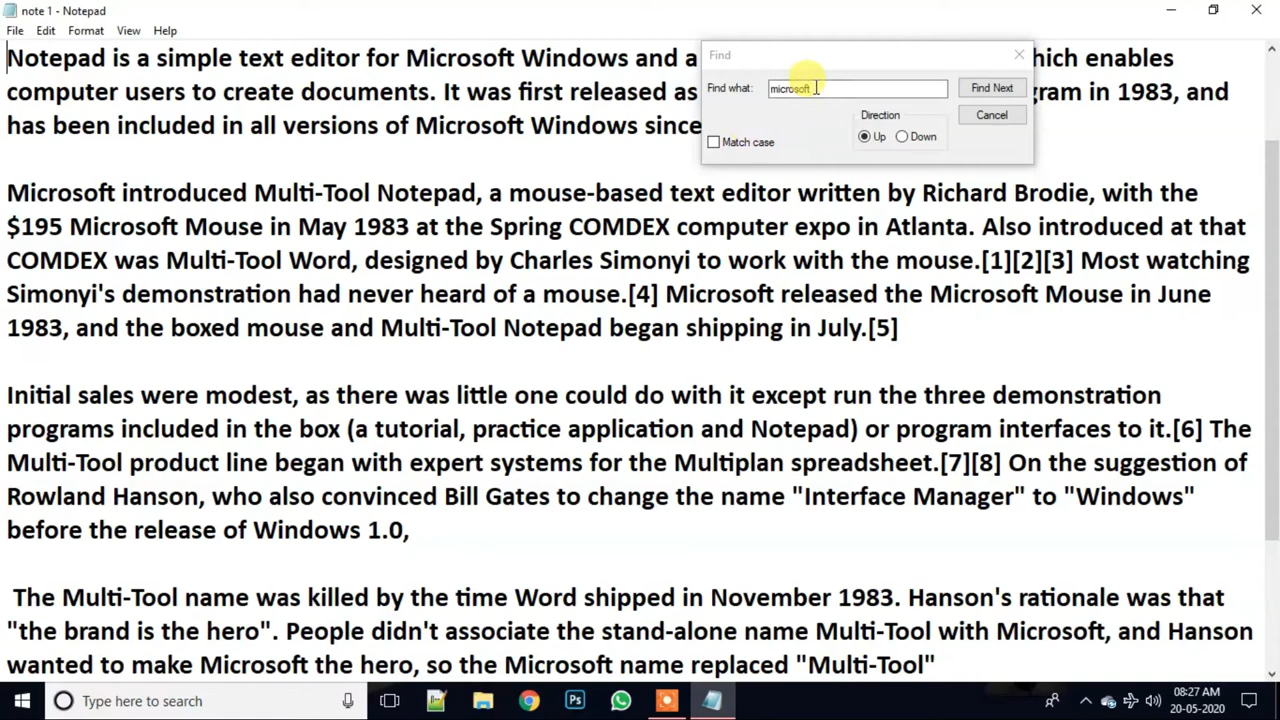 note 1 - Notepad
File Edit Format View Help
Notepad is a simple text editor for Microsoft Windows and a hich enables
computer users to create documents. It was first released as gram in 1983, and
has been included in all versions of Microsoft Windows since
Find
Find what: microsoft Find Next
Direction Cancel
Match case Up Down
Microsoft introduced Multi-Tool Notepad, a mouse-based text editor written by Richard Brodie, with the
$195 Microsoft Mouse in May 1983 at the Spring COMDEX computer expo in Atlanta. Also introduced at that
COMDEX was Multi-Tool Word, designed by Charles Simonyi to work with the mouse.[1][2][3] Most watching
Simonyi's demonstration had never heard of a mouse.[4] Microsoft released the Microsoft Mouse in June
1983, and the boxed mouse and Multi-Tool Notepad began shipping in July.[5]
Initial sales were modest, as there was little one could do with it except run the three demonstration
programs included in the box (a tutorial, practice application and Notepad) or program interfaces to it.[6] The
Multi-Tool product line began with expert systems for the Multiplan spreadsheet.[7][8] On the suggestion of
Rowland Hanson, who also convinced Bill Gates to change the name "Interface Manager" to "Windows"
before the release of Windows 1.0,
The Multi-Tool name was killed by the time Word shipped in November 1983. Hanson's rationale was that
"the brand is the hero". People didn't associate the stand-alone name Multi-Tool with Microsoft, and Hanson
wanted to make Microsoft the hero, so the Microsoft name replaced "Multi-Tool"
Type here to search
Ps
08:27 AM
20-05-2020